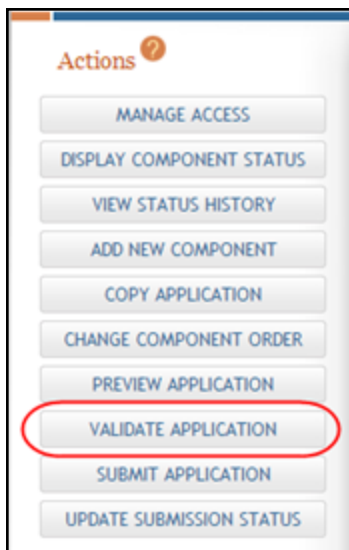 Actions ?
MANAGE ACCESS
DISPLAY COMPONENT STATUS
VIEW STATUS HISTORY
ADD NEW COMPONENT
COPY APPLICATION
CHANGE COMPONENT ORDER
PREVIEW APPLICATION
VALIDATE APPLICATION
SUBMIT APPLICATION
UPDATE SUBMISSION STATUS